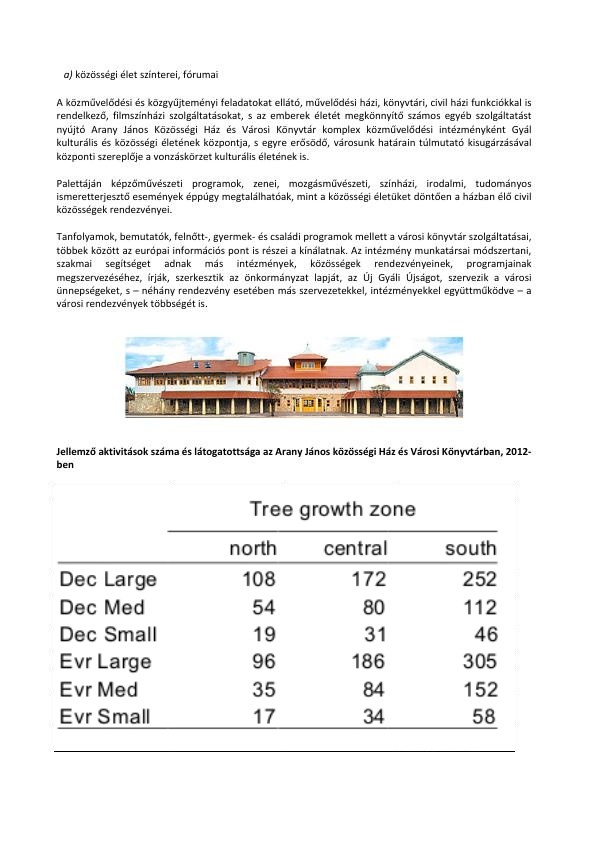 a) közösségi élet színterei, fórumai
A közművelődési és közgyűjteményi feladatokat ellátó, művelődési házi, könyvtári, civil házi funkciókkal is
rendelkező, filmszínházi szolgáltatásokat, s az emberek életét megkönnyítő számos egyéb szolgáltatást
nyújtó Arany János Közösségi Ház és Városi Könyvtár komplex közművelődési intézményként Gyál
kulturális és közösségi életének központja, s egyre erősödő, városunk határain túlmutató kisugárzásával
központi szereplője a vonzáskörzet kulturális életének is.
Palettáján képzőművészeti programok, zenei, mozgásművészeti, színházi, irodalmi, tudományos
ismeretterjesztő események éppúgy megtalálhatóak, mint a közösségi életüket döntően a házban élő civil
közösségek rendezvényei.
Tanfolyamok, bemutatók, felnőtt-, gyermek- és családi programok mellett a városi könyvtár szolgáltatásai,
többek között az európai információs pont is részei a kínálatnak. Az intézmény munkatársai módszertani,
szakmai segítséget adnak más intézmények, közösségek rendezvényeinek, programjainak
megszervezéséhez, írják, szerkesztik az önkormányzat lapját, az Új Gyáli Újságot, szervezik a városi
ünnepségeket, s – néhány rendezvény esetében más szervezetekkel, intézményekkel együttműködve – a
városi rendezvények többségét is.
Jellemző aktivitások száma és látogatottsága az Arany János közösségi Ház és Városi Könyvtárban, 2012-
ben
Tree growth zone
north central south
Dec Large 108 172 252
Dec Med 54 80 112
Dec Small 19 31 46
Evr Large 96 186 305
Evr Med 35 84 152
Evr Small 17 34 58